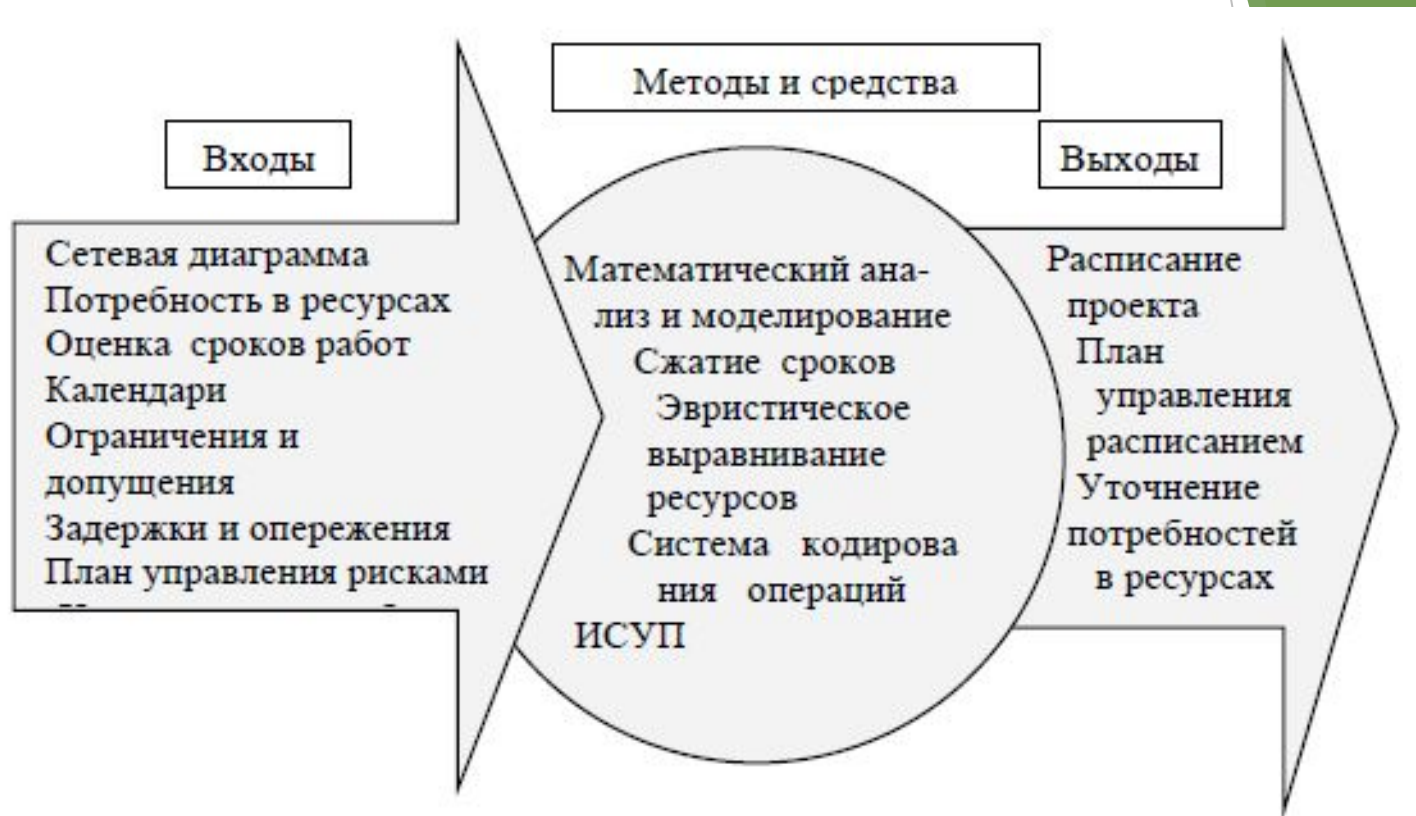 Методы и средства
Входы
Выходы
Сетевая диаграмма
Потребность в ресурсах
Оценка сроков работ
Календари
Ограничения и
допущения
Задержки и опережения
План управления рисками
Математический ана-
лиз и моделирование
Сжатие сроков
Эвристическое
выравнивание
ресурсов
Система кодирова
ния операций
ИСУП
Расписание
проекта
План
управления
расписанием
Уточнение
потребностей
в ресурсах